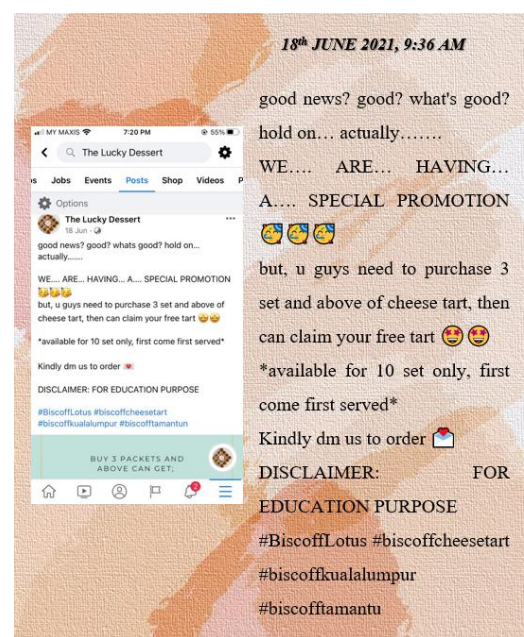 18th JUNE 2021, 9:36 AM
MY MAXIS 7:20 PM 55%
The Lucky Dessert
Jobs Events Posts Shop Videos
Options
The Lucky Dessert
18 Jun
good news? good? whats good? hold on...
actually.......
WE.... ARE... HAVING... A.... SPECIAL PROMOTION
🥳🥳🥳
but, u guys need to purchase 3 set and above of
cheese tart, then can claim your free tart 🤩🤩
*available for 10 set only, first come first served*
Kindly dm us to order 💌
DISCLAIMER: FOR EDUCATION PURPOSE
#BiscoffLotus #biscoffcheesetart
#biscoffkualalumpur #biscofftamantun
BUY 3 PACKETS AND
ABOVE CAN GET;
2
good news? good? what's good?
hold on… actually…….
WE…. ARE… HAVING…
A…. SPECIAL PROMOTION
🥳🥳🥳
but, u guys need to purchase 3
set and above of cheese tart, then
can claim your free tart 🤩🤩
*available for 10 set only, first
come first served*
Kindly dm us to order 💌
DISCLAIMER: FOR
EDUCATION PURPOSE
#BiscoffLotus #biscoffcheesetart
#biscoffkualalumpur
#biscofftamantu